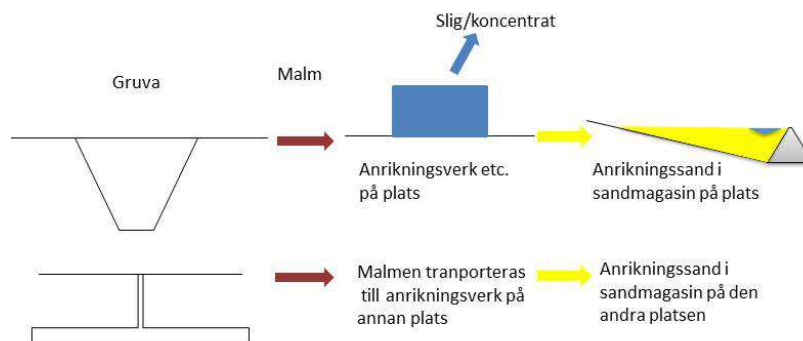 Slig/koncentrat
Gruva
Malm
Anrikningsverk etc.
på plats
Anrikningssand i
sandmagasin på plats
Malmen tranporteras
till anrikningsverk på
annan plats
Anrikningssand i
sandmagasin på den
andra platsen